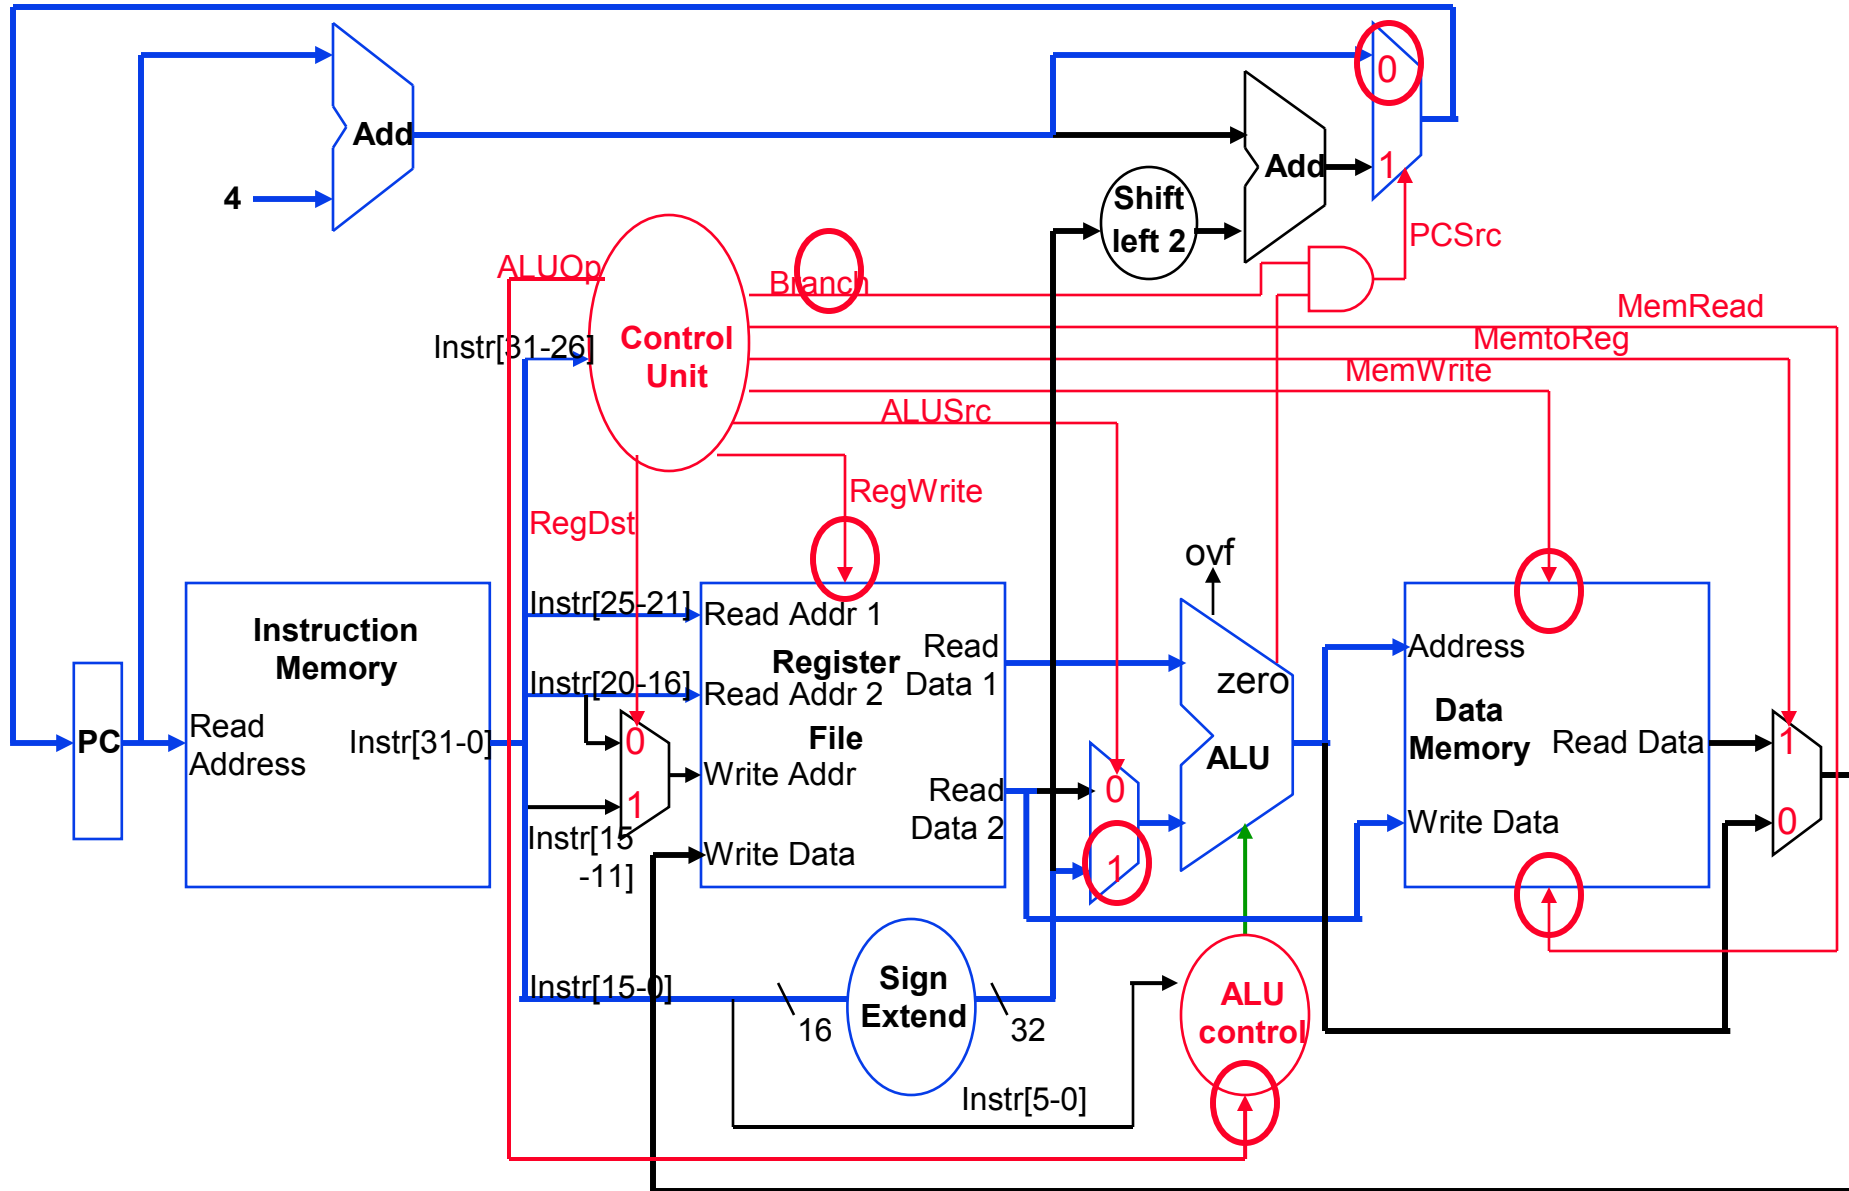 0
Add
Add
1
4
Shift
left 2
PCSrc
ALUOp
Branch
MemRead
Instr[31-26]
Control
Unit
MemtoReg
MemWrite
ALUSrc
RegWrite
RegDst
ovf
Instruction
Memory
Instr[25-21]
Read Addr 1
Register
File
Instr[20-16]
Read Addr 2
Read
Data 1
zero
ALU
Address
Data
Memory
PC
Read
Address
Instr[31-0]
0
1
Write Addr
Read
Data 2
0
1
Read Data
1
0
Write Data
Instr[15
-11]
Write Data
Instr[15-0]
16
Sign
Extend
32
ALU
control
Instr[5-0]